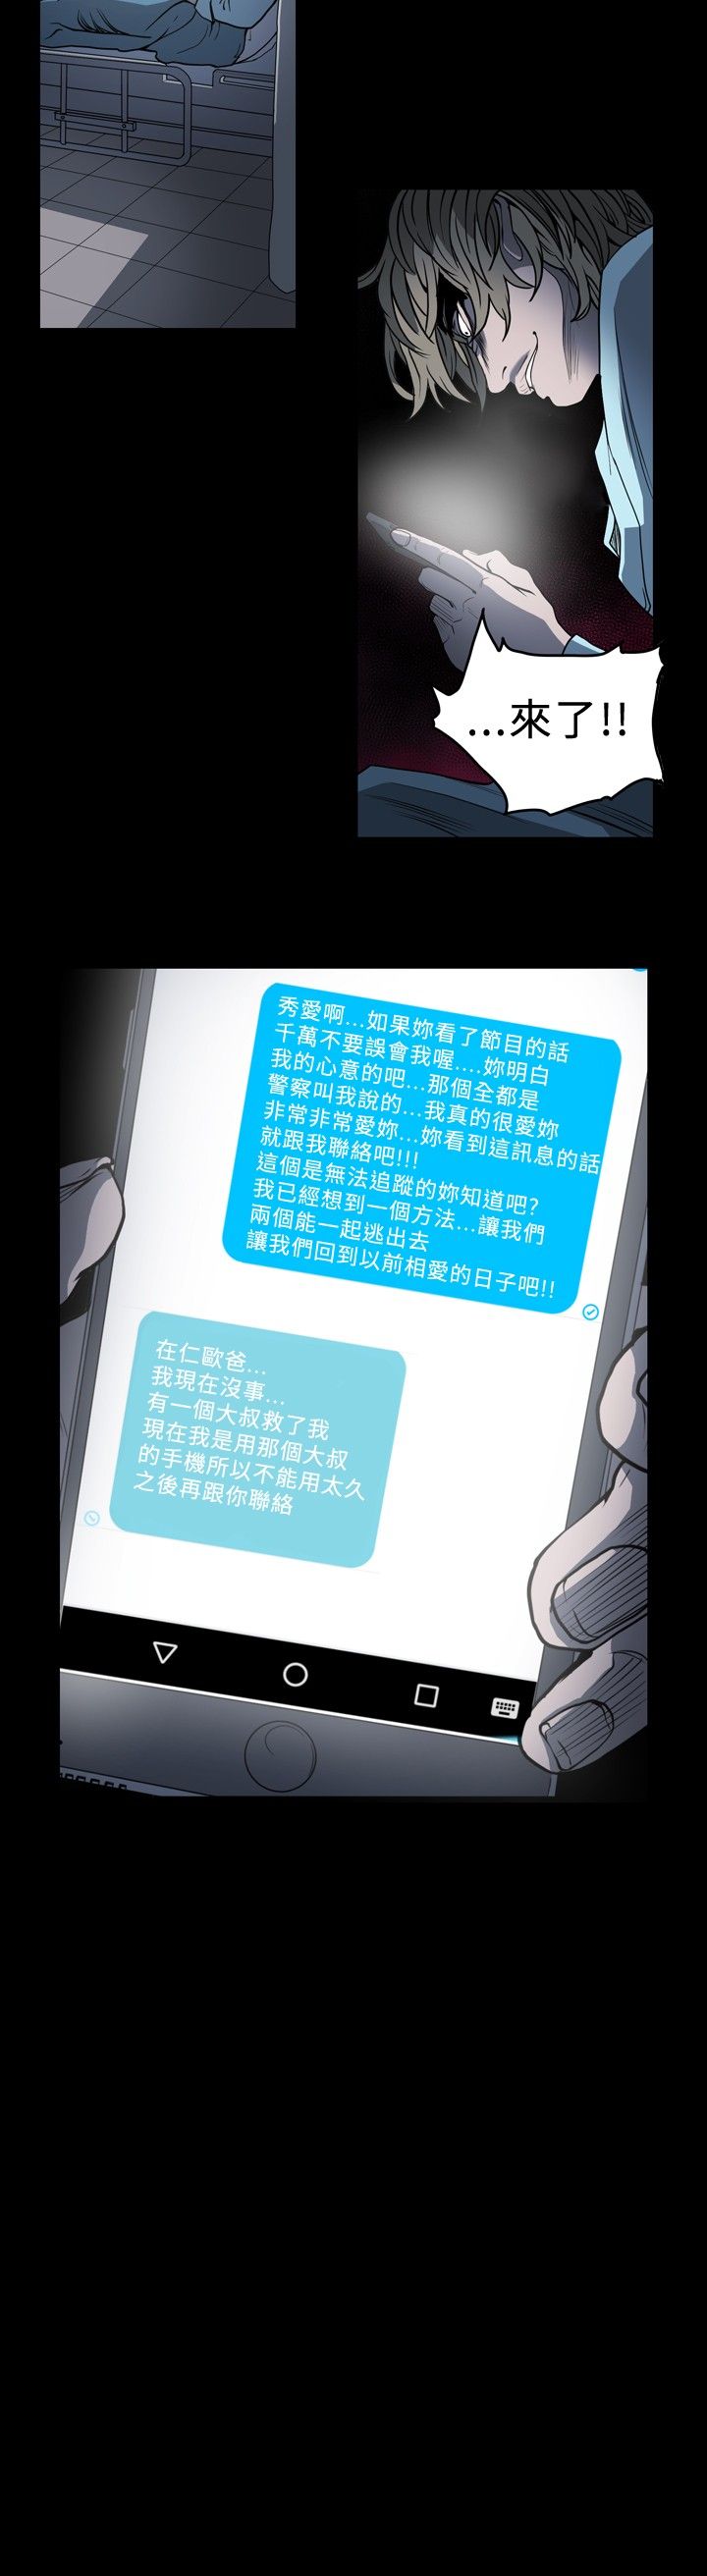 ...來了!!
秀愛啊...如果妳看了節目的話
千萬不要誤會我喔....妳明白
我的心意的吧...那個全都是
警察叫我說的...我真的很愛妳
非常非常愛妳...妳看到這訊息的話
就跟我聯絡吧!!!
這個是無法追蹤的妳知道吧?
我已經想到一個方法...讓我們
兩個能一起逃出去
讓我們回到以前相愛的日子吧!!
在仁歐爸...
我現在沒事...
有一個大叔救了我
現在我是用那個大叔
的手機所以不能用太久
之後再跟你聯絡